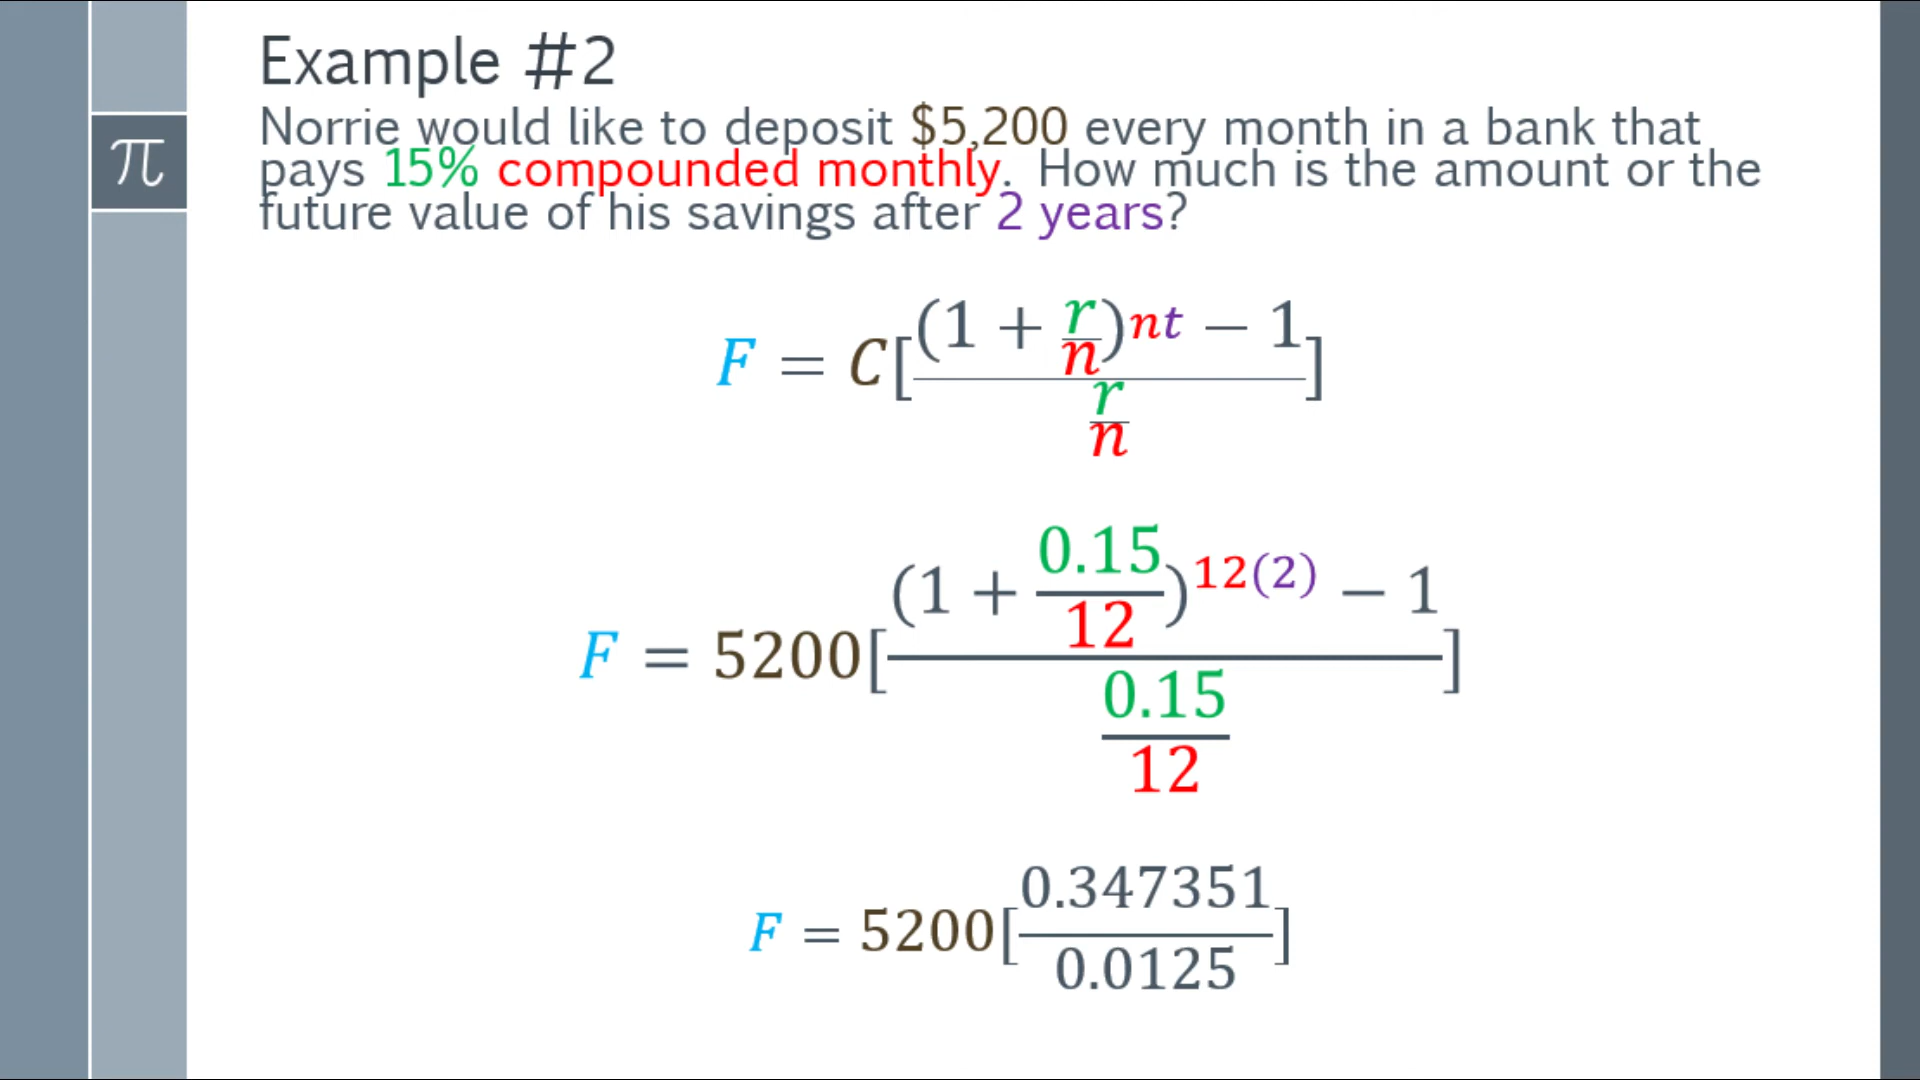 Example #2
Norrie would like to deposit $5,200 every month in a bank that
pays 15% compounded monthly. How much is the amount or the
future value of his savings after 2 years?
π
F = C[((1 + r/n)^nt − 1)/(r/n)]
F = 5200[((1 + 0.15/12)^12(2) − 1)/(0.15/12)]
F = 5200[0.347351/0.0125]